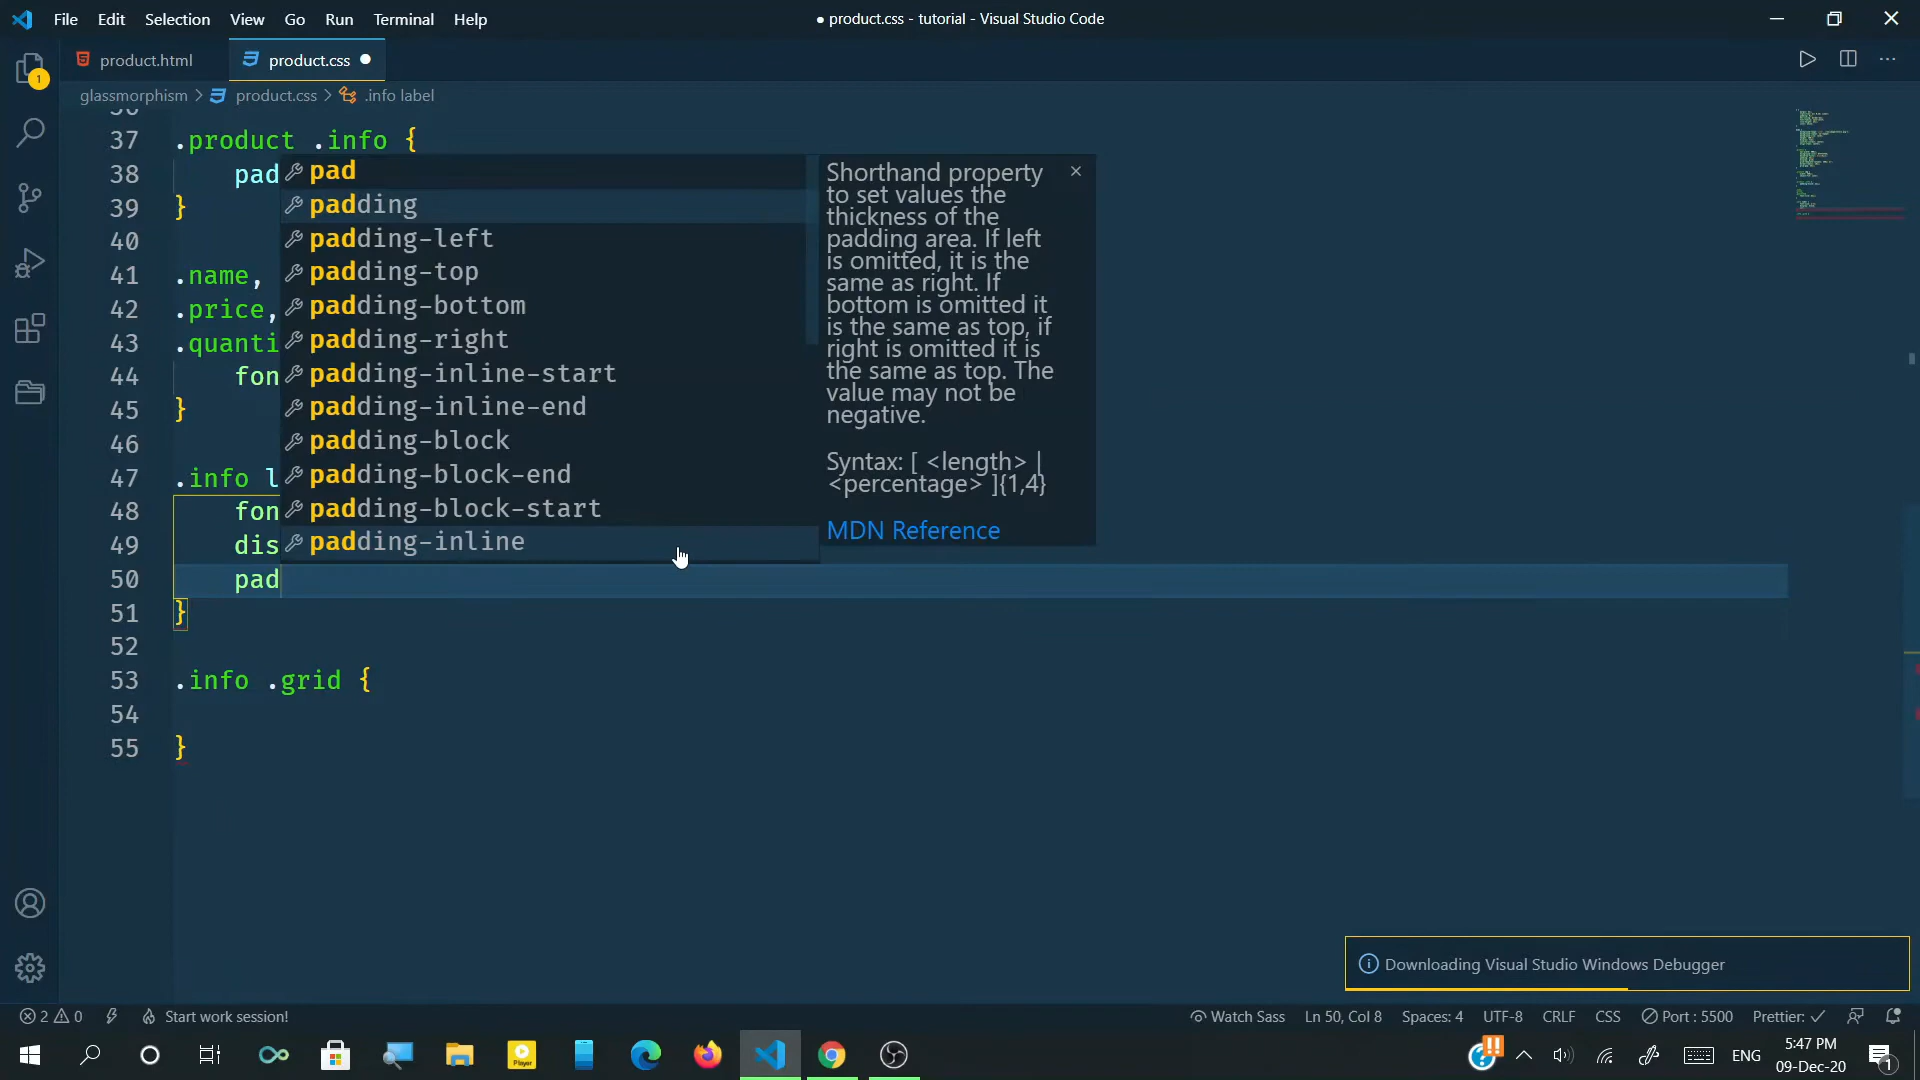 File Edit Selection View Go Run Terminal Help
● product.css - tutorial - Visual Studio Code
1
product.html
product.css ●
glassmorphism > product.css > .info label
37 .product .info {
38 pad
39 }
40
41 .name,
42 .price,
43 .quanti
44 fon
45 }
46
47 .info l
48 fon
49 dis
50 pad
51 }
52
53 .info .grid {
54
55 }
pad
padding
padding-left
padding-top
padding-bottom
padding-right
padding-inline-start
padding-inline-end
padding-block
padding-block-end
padding-block-start
padding-inline
Shorthand property
to set values the
thickness of the
padding area. If left
is omitted, it is the
same as right. If
bottom is omitted it
is the same as top, if
right is omitted it is
the same as top. The
value may not be
negative.
Syntax: [ <length> |
<percentage> ]{1,4}
MDN Reference
Downloading Visual Studio Windows Debugger
2 0 Start work session! Watch Sass Ln 50, Col 8 Spaces: 4 UTF-8 CRLF CSS Port : 5500 Prettier: ✓
Player
ENG
5:47 PM
09-Dec-20
1